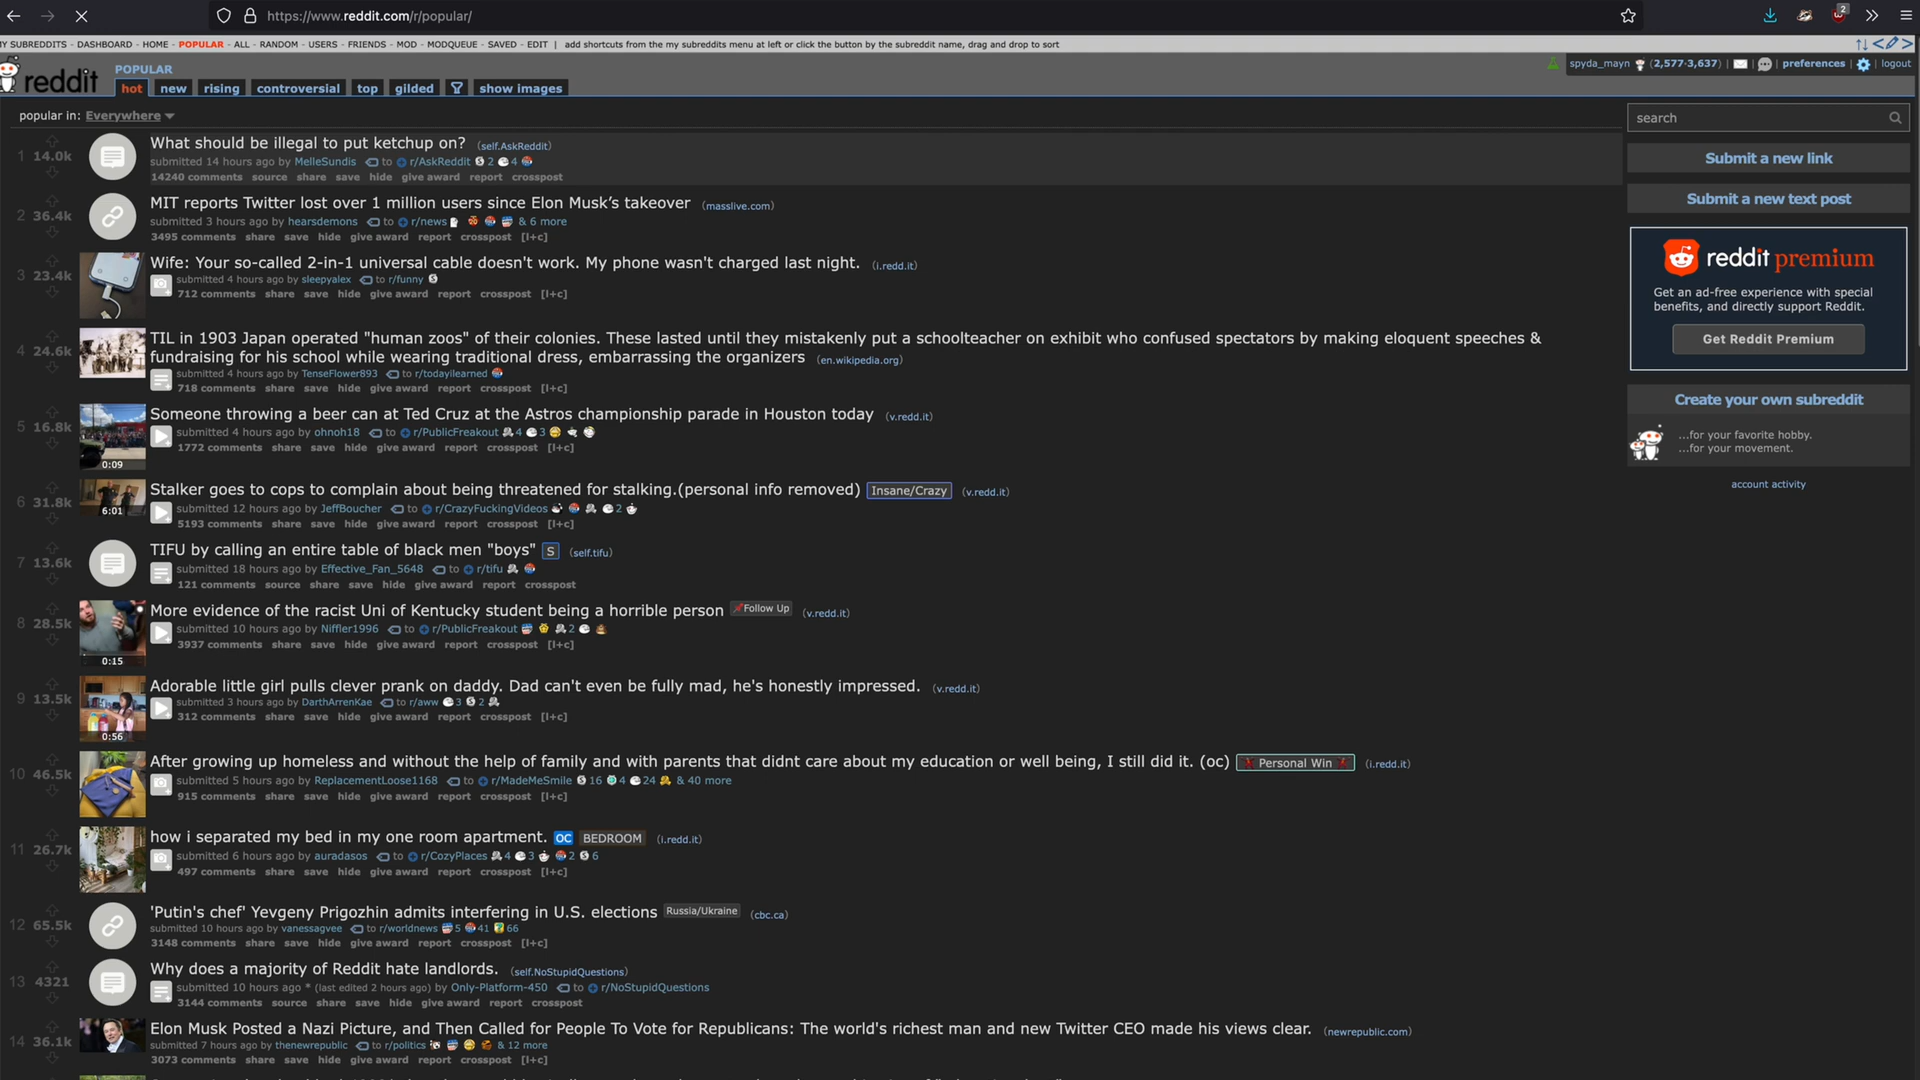 2
https://www.reddit.com/r/popular/
MY SUBREDDITS - DASHBOARD - HOME - POPULAR - ALL - RANDOM - USERS - FRIENDS - MOD - MODQUEUE - SAVED - EDIT | add shortcuts from the my subreddits menu at left or click the button by the subreddit name, drag and drop to sort
reddit POPULAR
spyda_mayn (2,577·3,637) | | | preferences | | logout
hot new rising controversial top gilded show images
popular in: Everywhere
search
Submit a new link
Submit a new text post
reddit premium
Get an ad-free experience with special
benefits, and directly support Reddit.
Get Reddit Premium
Create your own subreddit
...for your favorite hobby.
...for your movement.
account activity
1 14.0k What should be illegal to put ketchup on? (self.AskReddit)
submitted 14 hours ago by MelleSundis to r/AskReddit 2 4
14240 comments source share save hide give award report crosspost
2 36.4k MIT reports Twitter lost over 1 million users since Elon Musk’s takeover (masslive.com)
submitted 3 hours ago by hearsdemons to r/news & 6 more
3495 comments share save hide give award report crosspost [l+c]
3 23.4k Wife: Your so-called 2-in-1 universal cable doesn't work. My phone wasn't charged last night. (i.redd.it)
submitted 4 hours ago by sleepyalex to r/funny
712 comments share save hide give award report crosspost [l+c]
4 24.6k TIL in 1903 Japan operated "human zoos" of their colonies. These lasted until they mistakenly put a schoolteacher on exhibit who confused spectators by making eloquent speeches &
fundraising for his school while wearing traditional dress, embarrassing the organizers (en.wikipedia.org)
submitted 4 hours ago by TenseFlower893 to r/todayilearned
718 comments share save hide give award report crosspost [l+c]
5 16.8k Someone throwing a beer can at Ted Cruz at the Astros championship parade in Houston today (v.redd.it)
submitted 4 hours ago by ohnoh18 to r/PublicFreakout 4 3
1772 comments share save hide give award report crosspost [l+c]
0:09
6 31.8k Stalker goes to cops to complain about being threatened for stalking.(personal info removed) Insane/Crazy (v.redd.it)
submitted 12 hours ago by JeffBoucher to r/CrazyFuckingVideos 2
6:01
5193 comments share save hide give award report crosspost [l+c]
7 13.6k TIFU by calling an entire table of black men "boys" S (self.tifu)
submitted 18 hours ago by Effective_Fan_5648 to r/tifu
121 comments source share save hide give award report crosspost
8 28.5k More evidence of the racist Uni of Kentucky student being a horrible person Follow Up (v.redd.it)
submitted 10 hours ago by Niffler1996 to r/PublicFreakout 2
3937 comments share save hide give award report crosspost [l+c]
0:15
9 13.5k Adorable little girl pulls clever prank on daddy. Dad can't even be fully mad, he's honestly impressed. (v.redd.it)
submitted 3 hours ago by DarthArrenKae to r/aww 3 2
312 comments share save hide give award report crosspost [l+c]
0:56
10 46.5k After growing up homeless and without the help of family and with parents that didnt care about my education or well being, I still did it. (oc) Personal Win (i.redd.it)
submitted 5 hours ago by ReplacementLoose1168 to r/MadeMeSmile 16 4 24 & 40 more
915 comments share save hide give award report crosspost [l+c]
11 26.7k how i separated my bed in my one room apartment. OC BEDROOM (i.redd.it)
submitted 6 hours ago by auradasos to r/CozyPlaces 4 3 2 6
497 comments share save hide give award report crosspost [l+c]
12 65.5k 'Putin's chef' Yevgeny Prigozhin admits interfering in U.S. elections Russia/Ukraine (cbc.ca)
submitted 10 hours ago by vanessagvee to r/worldnews 5 41 66
3148 comments share save hide give award report crosspost [l+c]
13 4321 Why does a majority of Reddit hate landlords. (self.NoStupidQuestions)
submitted 10 hours ago * (last edited 2 hours ago) by Only-Platform-450 to r/NoStupidQuestions
3144 comments source share save hide give award report crosspost
14 36.1k Elon Musk Posted a Nazi Picture, and Then Called for People To Vote for Republicans: The world's richest man and new Twitter CEO made his views clear. (newrepublic.com)
submitted 7 hours ago by thenewrepublic to r/politics & 12 more
3073 comments share save hide give award report crosspost [l+c]